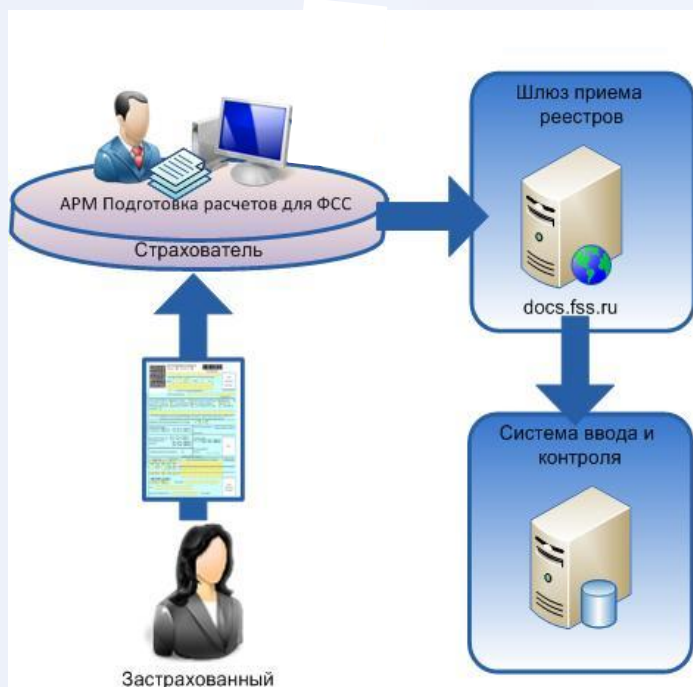 АРМ Подготовка расчетов для ФСС
Страхователь
Шлюз приема
реестров
docs.fss.ru
Система ввода и
контроля
Застрахованный